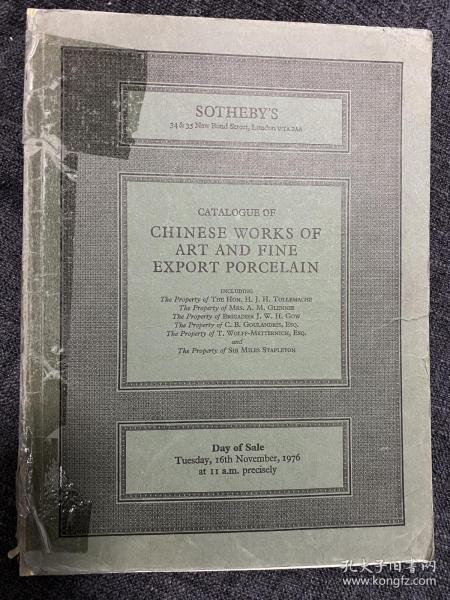 SOTHEBY'S
34 & 35 New Bond Street, London W1A 2AA
CATALOGUE OF
CHINESE WORKS OF
ART AND FINE
EXPORT PORCELAIN
INCLUDING
The Property of THE HON. H. J. H. TOLLEMACHE
The Property of MRS. A. M. GLENNIE
The Property of BRIGADIER J. W. H. GOW
The Property of C. B. GOULANDRIS, ESQ.
The Property of T. WOLFF-METTERNICH, ESQ.
and
The Property of SIR MILES STAPLETON
Day of Sale
Tuesday, 16th November, 1976
at 11 a.m. precisely
孔夫子旧书网
www.kongfz.com